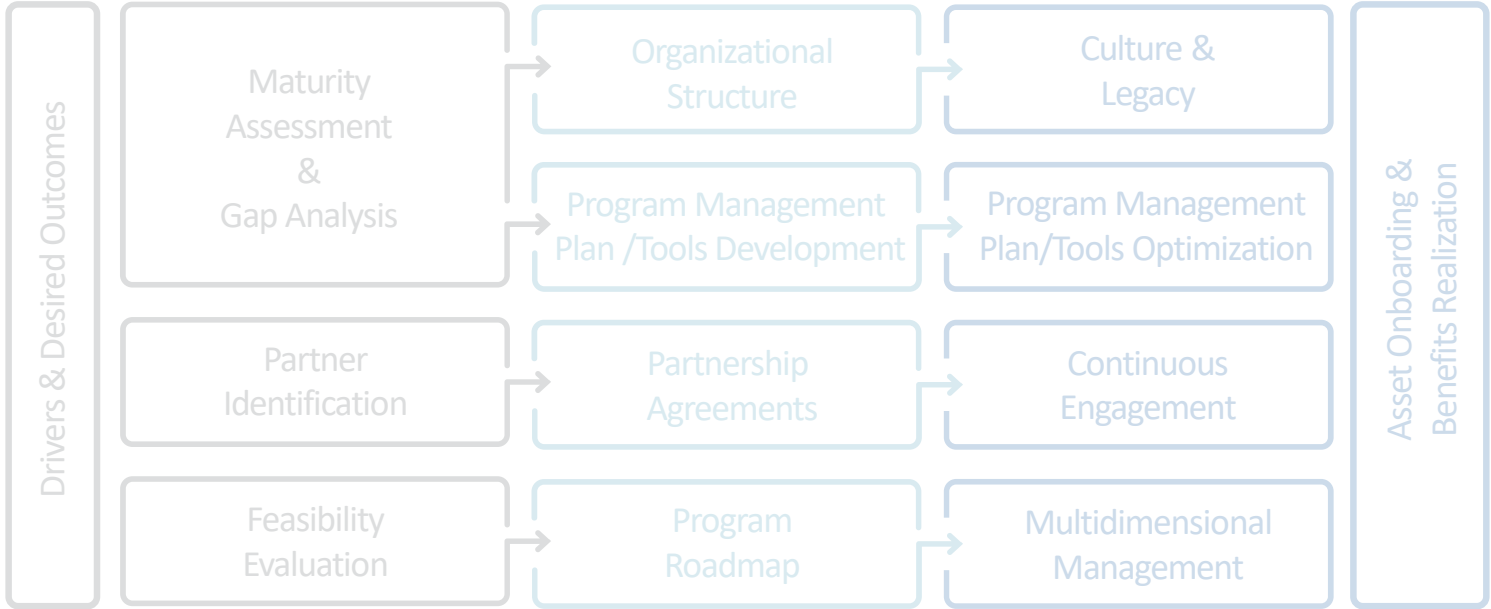 Drivers & Desired Outcomes
Maturity
Assessment
&
Gap Analysis
Partner
Identification
Feasibility
Evaluation
Organizational
Structure
Program Management
Plan /Tools Development
Partnership
Agreements
Program
Roadmap
Culture &
Legacy
Program Management
Plan/Tools Optimization
Continuous
Engagement
Multidimensional
Management
Asset Onboarding &
Benefits Realization